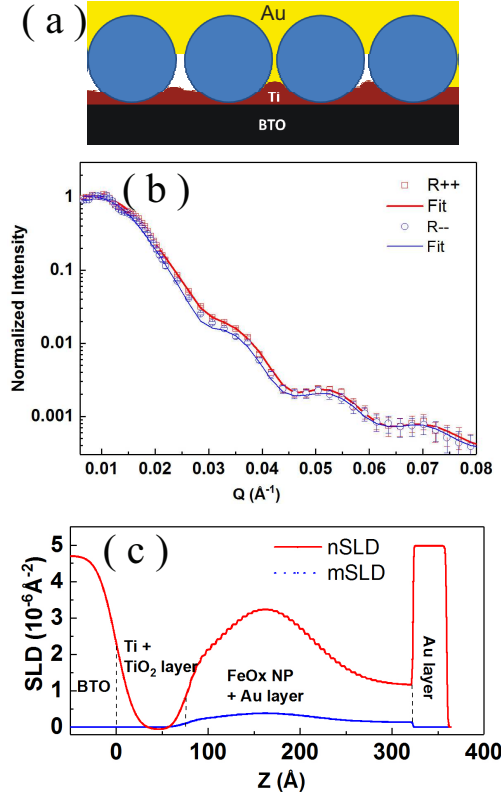 ( a )
Au
Ti
BTO
( b )
R++
Fit
R--
Fit
1
0.1
0.01
0.001
Normalized Intensity
0.01 0.02 0.03 0.04 0.05 0.06 0.07 0.08
Q (Å⁻¹)
( c )
nSLD
mSLD
5
4
3
2
1
0
SLD (10⁻⁶Å⁻²)
BTO
Ti +
TiO₂ layer
FeOx NP
+ Au layer
Au layer
0 100 200 300 400
Z (Å)